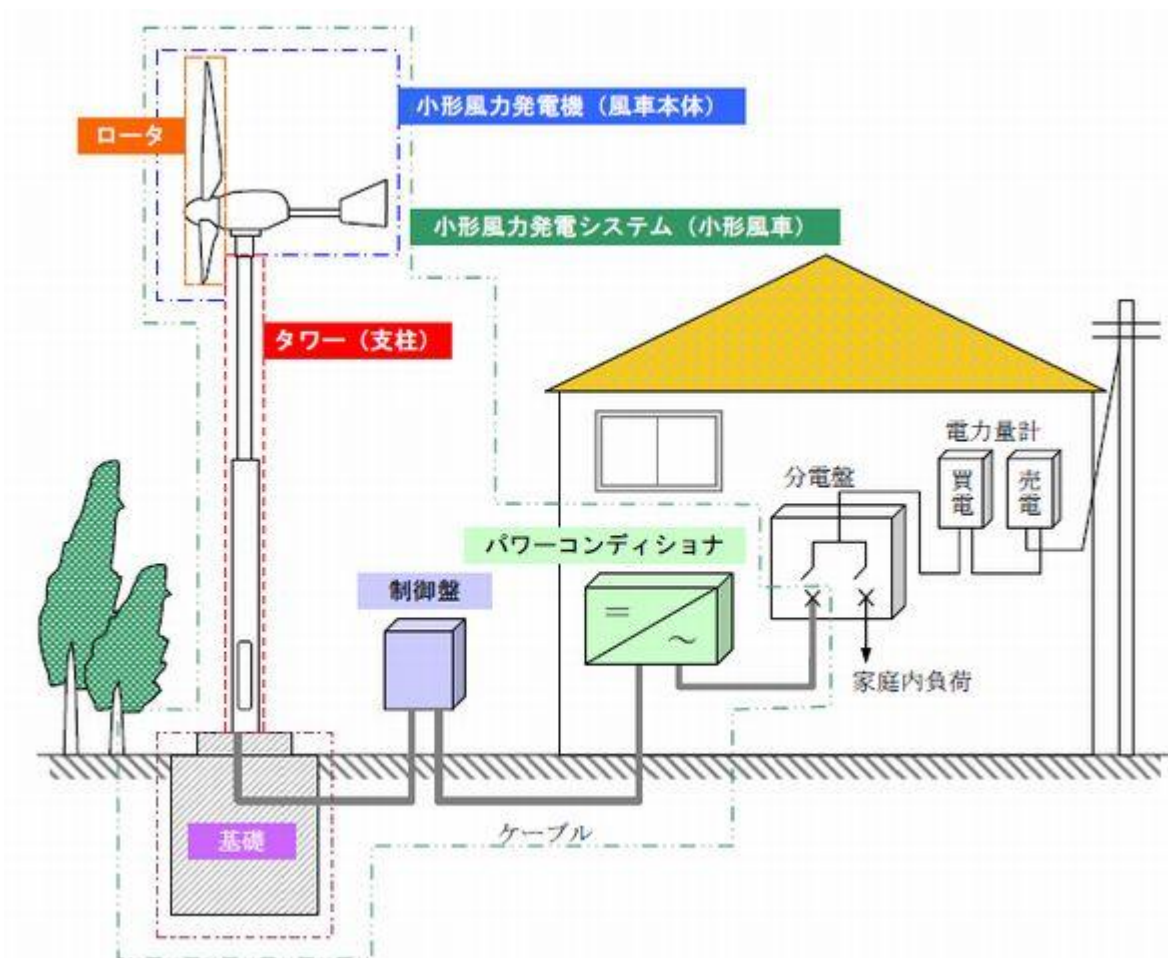 小形風力発電機（風車本体）
ロータ
小形風力発電システム（小形風車）
タワー（支柱）
電力量計
分電盤
買電
売電
パワーコンディショナ
制御盤
家庭内負荷
ケーブル
基礎